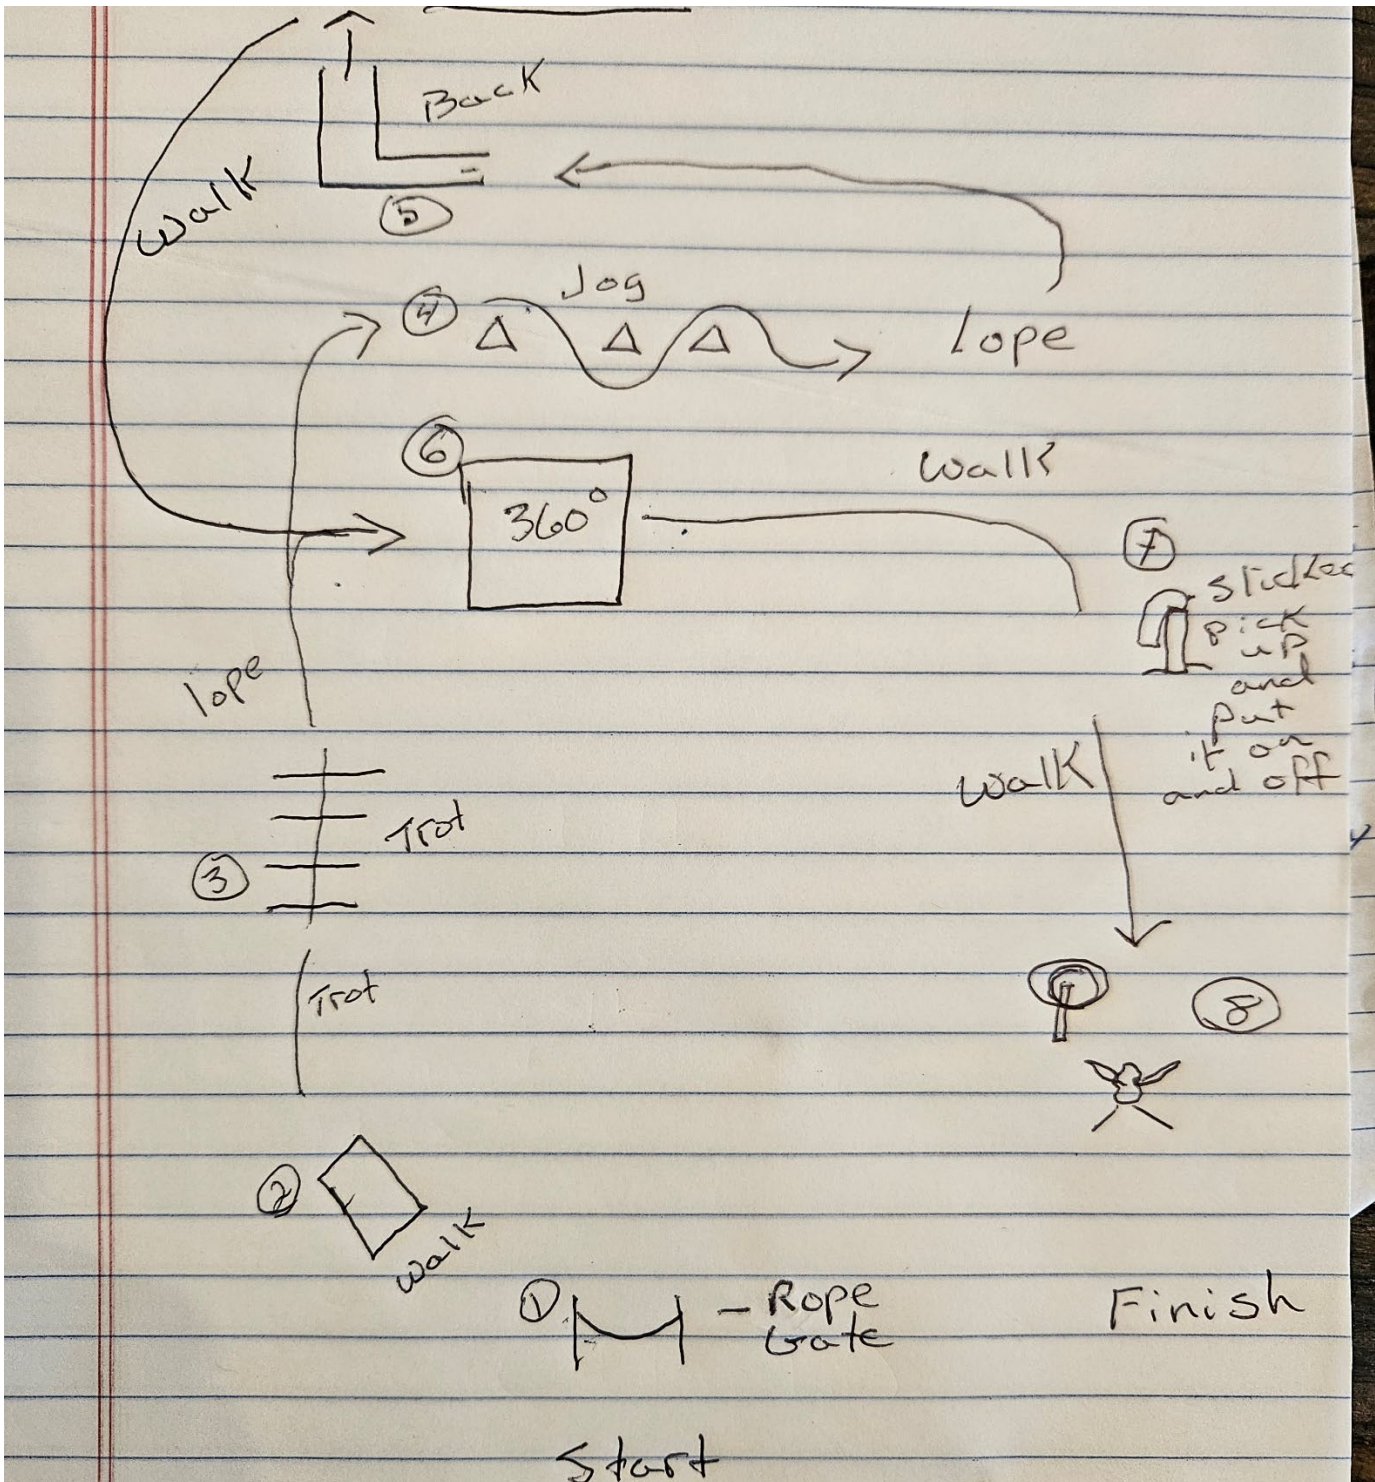 Back
Walk
5
Jog
4
lope
6
360°
Walk
7
slicker
pick
up
and
put
it on
and off
lope
Walk
Trot
3
Trot
8
2
Walk
1
- Rope
Gate
Finish
Start